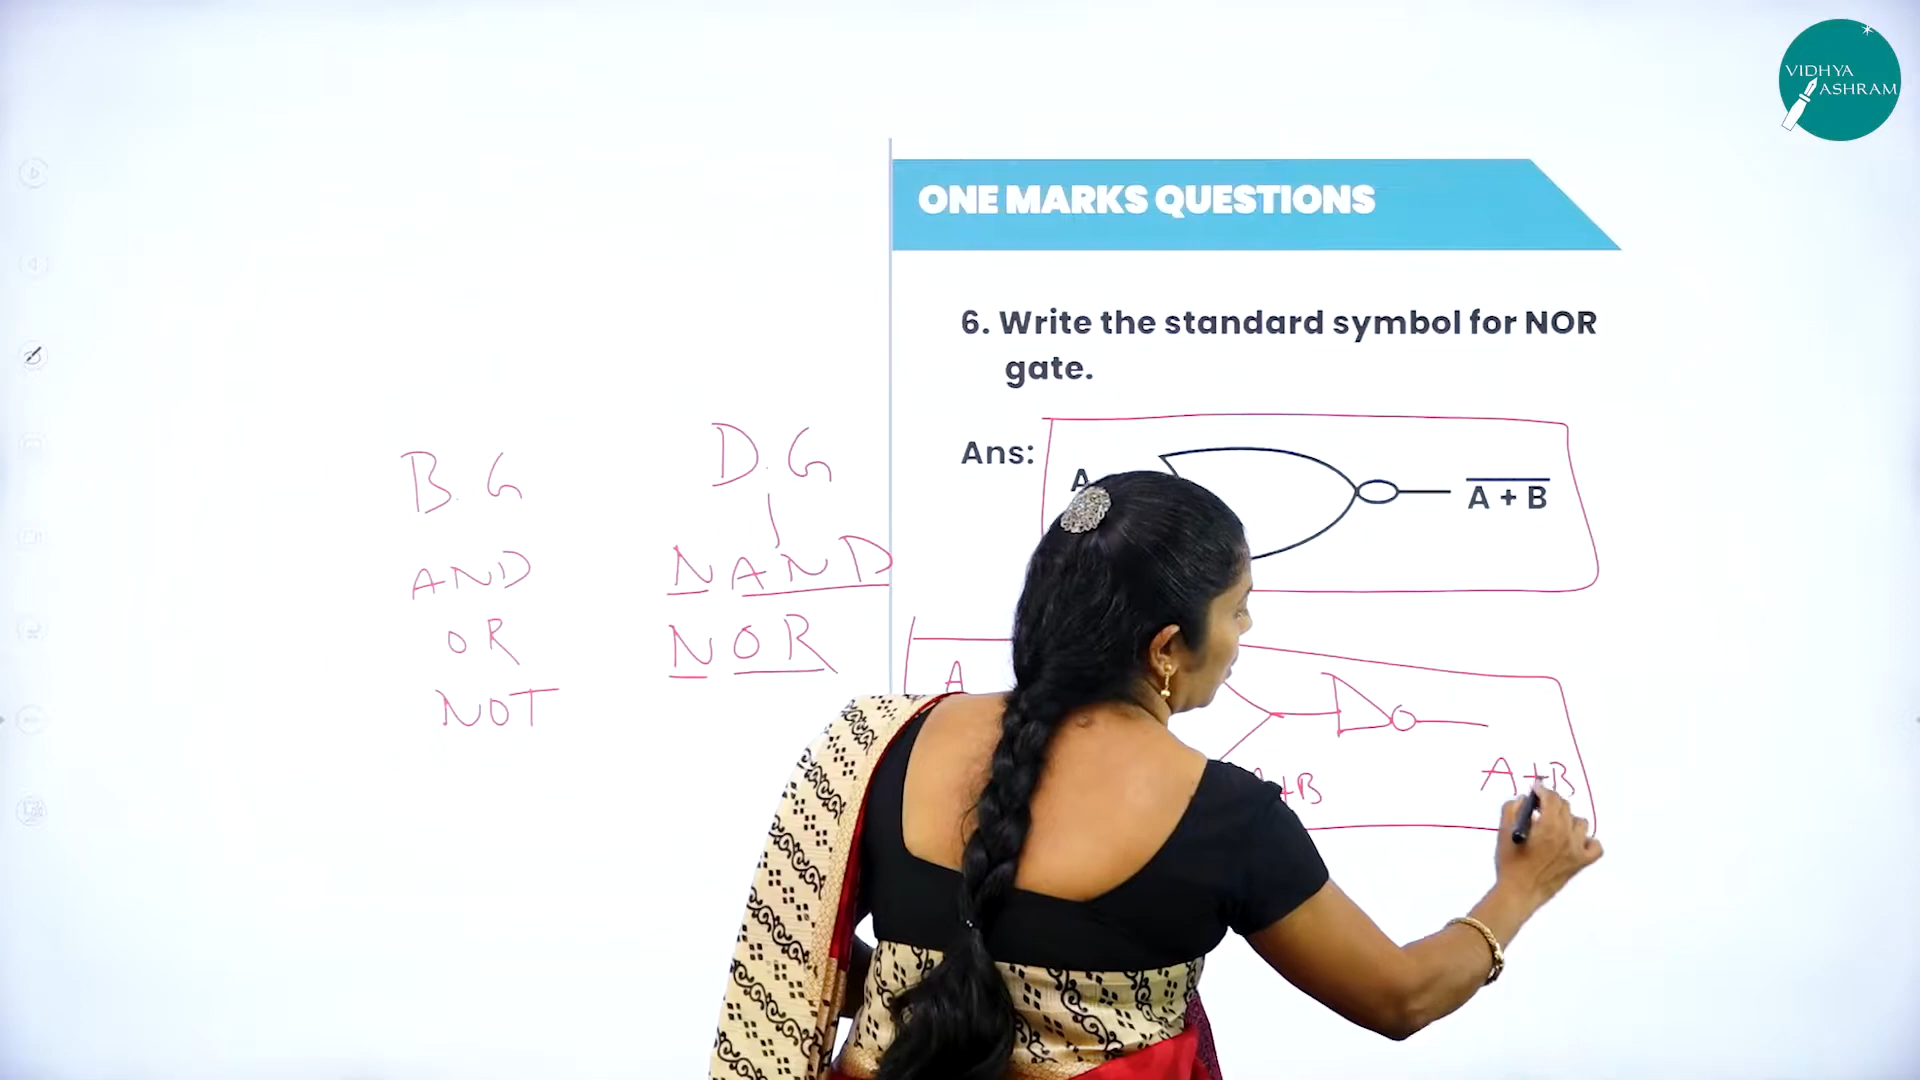 VIDHYA
ASHRAM
ONE MARKS QUESTIONS
6. Write the standard symbol for NOR
gate.
Ans:
A
A + B
B.G
AND
OR
NOT
D.G
NAND
NOR
A
+B
A+B